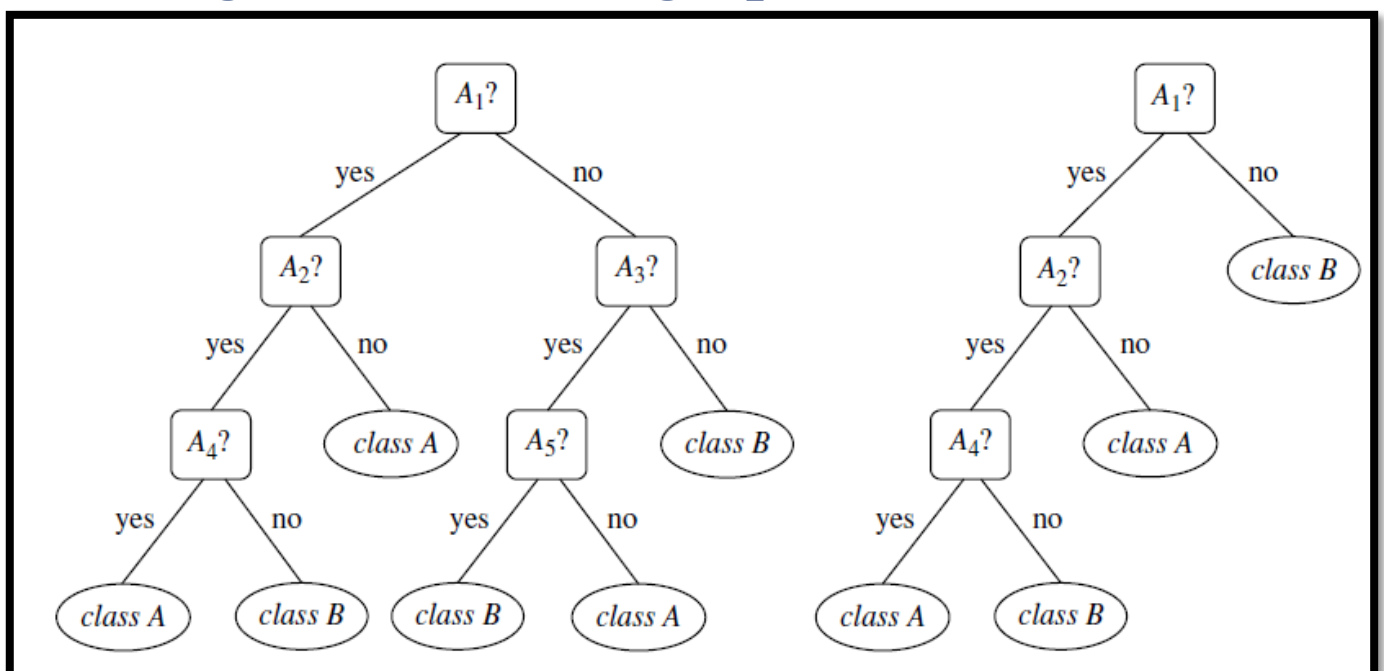 A1? A1?
yes no yes no
A2? A3? A2? class B
yes no yes no yes no
A4? class A A5? class B A4? class A
yes no yes no yes no
class A class B class B class A class A class B